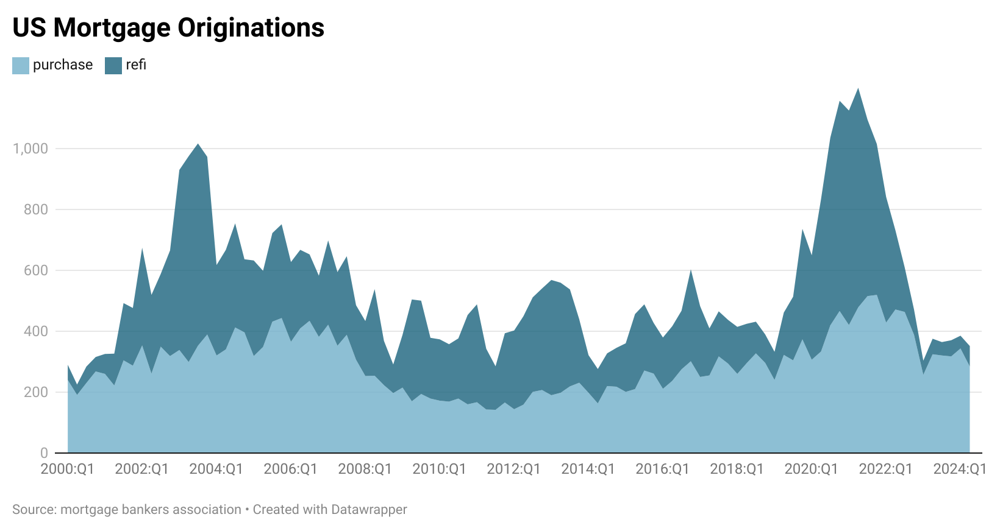 US Mortgage Originations
purchase refi
1,000
800
600
400
200
0
2000:Q1 2002:Q1 2004:Q1 2006:Q1 2008:Q1 2010:Q1 2012:Q1 2014:Q1 2016:Q1 2018:Q1 2020:Q1 2022:Q1 2024:Q1
Source: mortgage bankers association • Created with Datawrapper